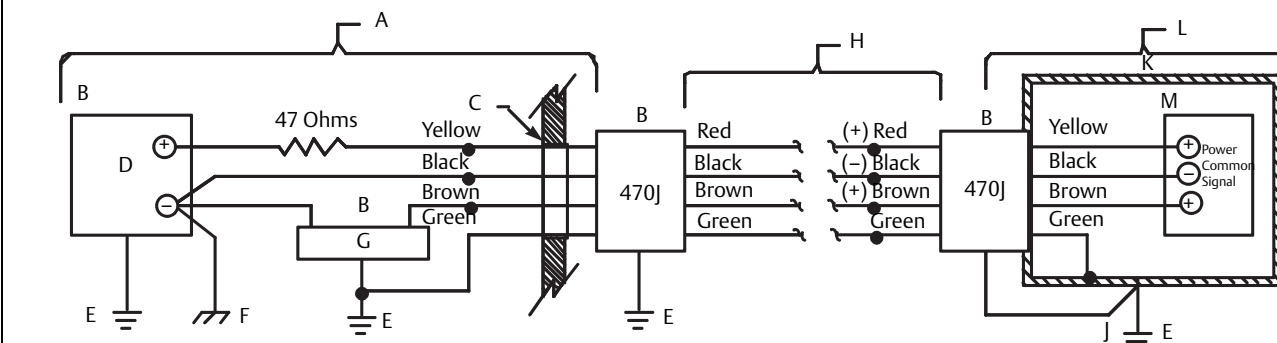 A
H
L
K
B
C
B
B
M
47 Ohms
Yellow
Red
(+) Red
Yellow
Power
D
Black
Black
(−) Black
Black
Common
Brown
470J
Brown
(+) Brown
470J
Brown
Signal
B
Green
Green
Green
Green
G
E
F
E
E
J
E
+
−
+
−
+